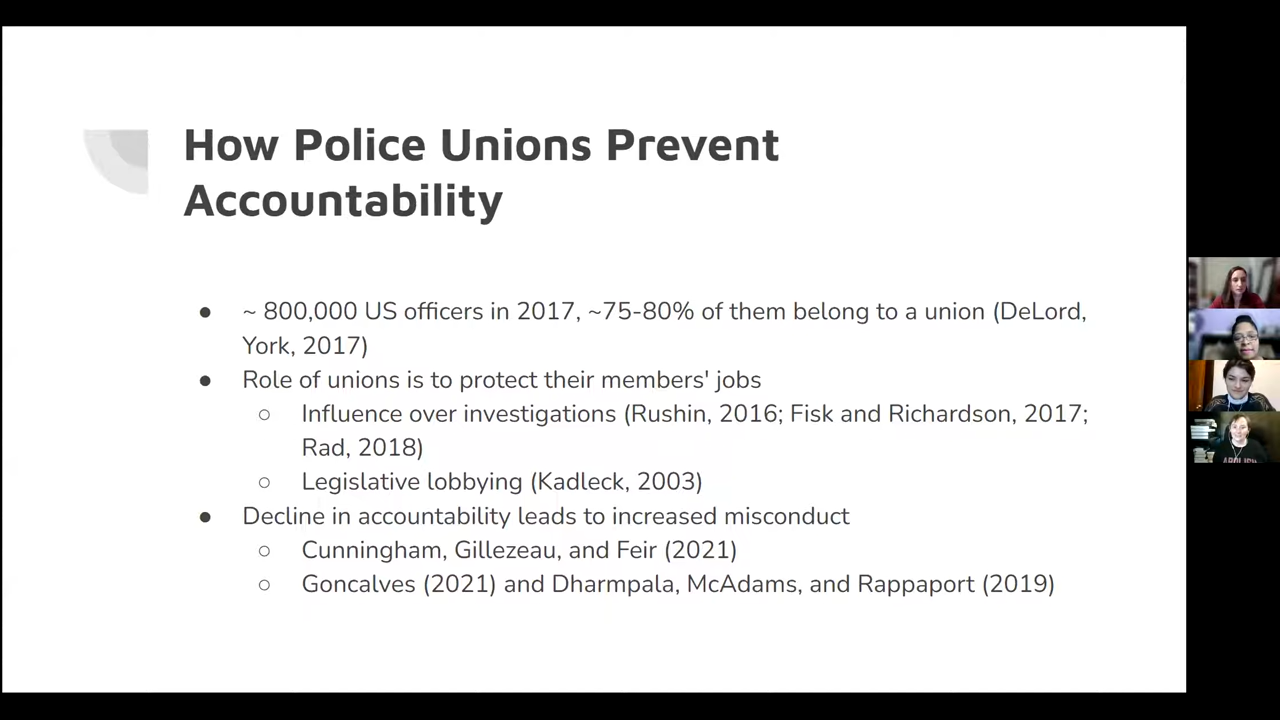 How Police Unions Prevent
Accountability
● ~ 800,000 US officers in 2017, ~75-80% of them belong to a union (DeLord,
York, 2017)
● Role of unions is to protect their members' jobs
○ Influence over investigations (Rushin, 2016; Fisk and Richardson, 2017;
Rad, 2018)
○ Legislative lobbying (Kadleck, 2003)
● Decline in accountability leads to increased misconduct
○ Cunningham, Gillezeau, and Feir (2021)
○ Goncalves (2021) and Dharmpala, McAdams, and Rappaport (2019)
ABOLISH